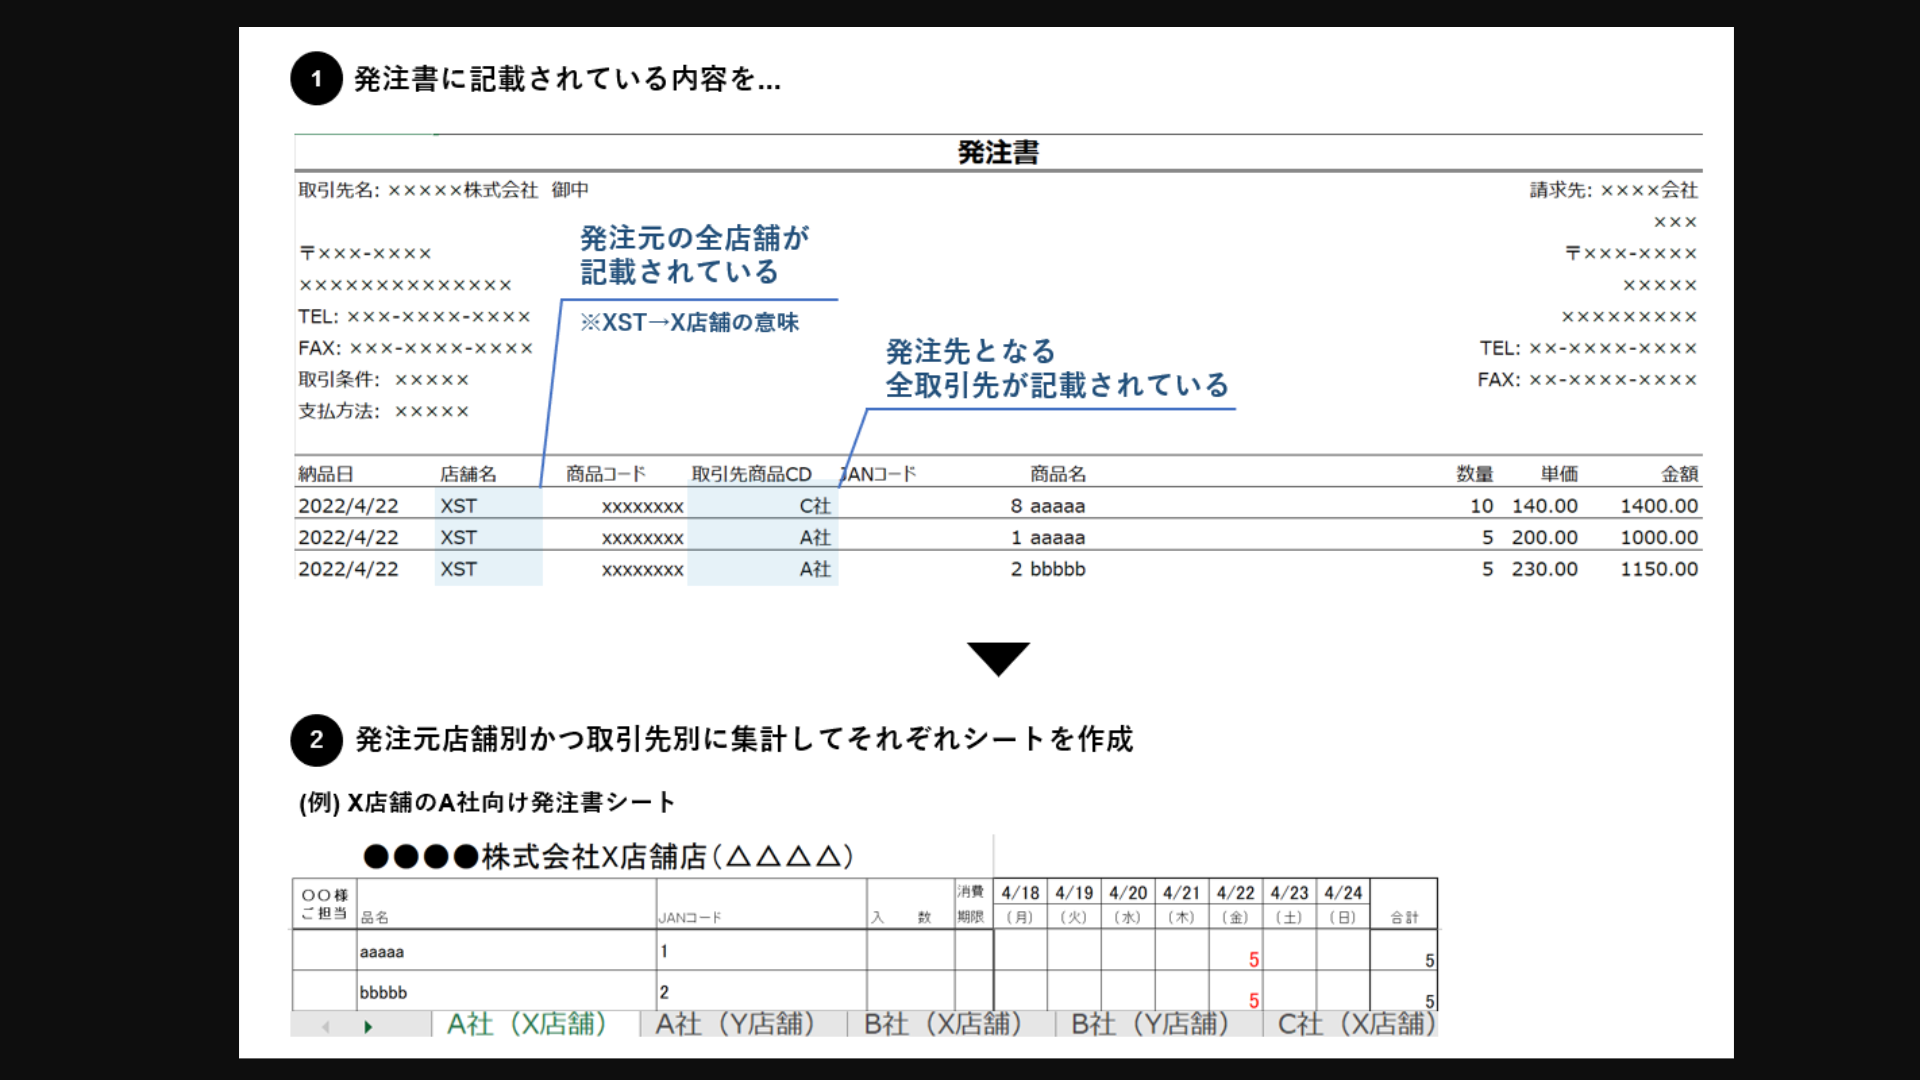 1 発注書に記載されている内容を...
発注書
取引先名: ×××××株式会社 御中
請求先: ××××会社
×××
〒×××-××××
〒×××-××××
××××××××××××××
×××××
TEL: ×××-××××-××××
×××××××××
FAX: ×××-××××-××××
TEL: ××-××××-××××
取引条件: ×××××
FAX: ××-××××-××××
支払方法: ×××××
発注元の全店舗が
記載されている
※XST→X店舗の意味
発注先となる
全取引先が記載されている
納品日 店舗名 商品コード 取引先商品CD JANコード 商品名 数量 単価 金額
2022/4/22 XST xxxxxxxx C社 8 aaaaa 10 140.00 1400.00
2022/4/22 XST xxxxxxxx A社 1 aaaaa 5 200.00 1000.00
2022/4/22 XST xxxxxxxx A社 2 bbbbb 5 230.00 1150.00
2 発注元店舗別かつ取引先別に集計してそれぞれシートを作成
(例) X店舗のA社向け発注書シート
●●●●株式会社X店舗店(△△△△)
○○様 消費 4/18 4/19 4/20 4/21 4/22 4/23 4/24
ご担当 品名 JANコード 入 数 期限 (月) (火) (水) (木) (金) (土) (日) 合計
aaaaa 1 5 5
bbbbb 2 5 5
A社（X店舗） A社（Y店舗） B社（X店舗） B社（Y店舗） C社（X店舗）